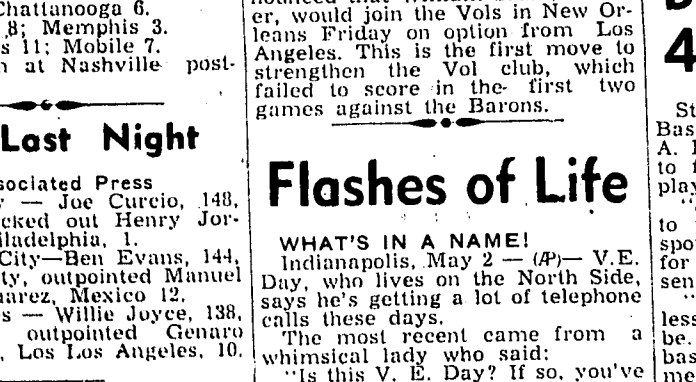 Chattanooga 6.
8; Memphis 3.
s 11; Mobile 7.
at Nashville post-
Last Night
sociated Press
— Joe Curcio, 148,
cked out Henry Jor-
iladelphia, 1.
City—Ben Evans, 144,
ty, outpointed Manuel
uarez, Mexico 12.
s — Willie Joyce, 138,
outpointed Genaro
, Los Los Angeles, 10.
er, would join the Vols in New Or-
leans Friday on option from Los
Angeles. This is the first move to
strengthen the Vol club, which
failed to score in the first two
games against the Barons.
Flashes of Life
WHAT'S IN A NAME!
Indianapolis, May 2 — (AP) — V.E.
Day, who lives on the North Side,
says he's getting a lot of telephone
calls these days.
The most recent came from a
whimsical lady who said:
"Is this V. E. Day? If so, you've
4
St
Bas
A.
to
play
"
to
spo
for
sen
"
less
be.
bas
me